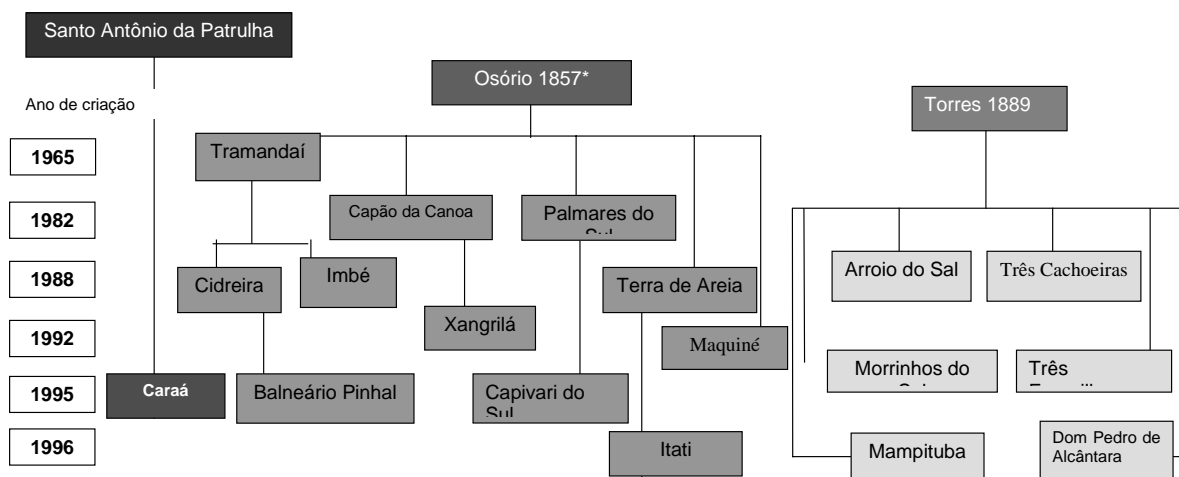 Santo Antônio da Patrulha
Osório 1857*
Torres 1889
Ano de criação
1965
Tramandaí
1982
Capão da Canoa
Palmares do
1988
Cidreira
Imbé
Terra de Areia
Arroio do Sal
Três Cachoeiras
1992
Xangrilá
Maquiné
1995
Caraá
Balneário Pinhal
Capivari do
Sul
Morrinhos do
Três
1996
Itati
Mampituba
Dom Pedro de
Alcântara